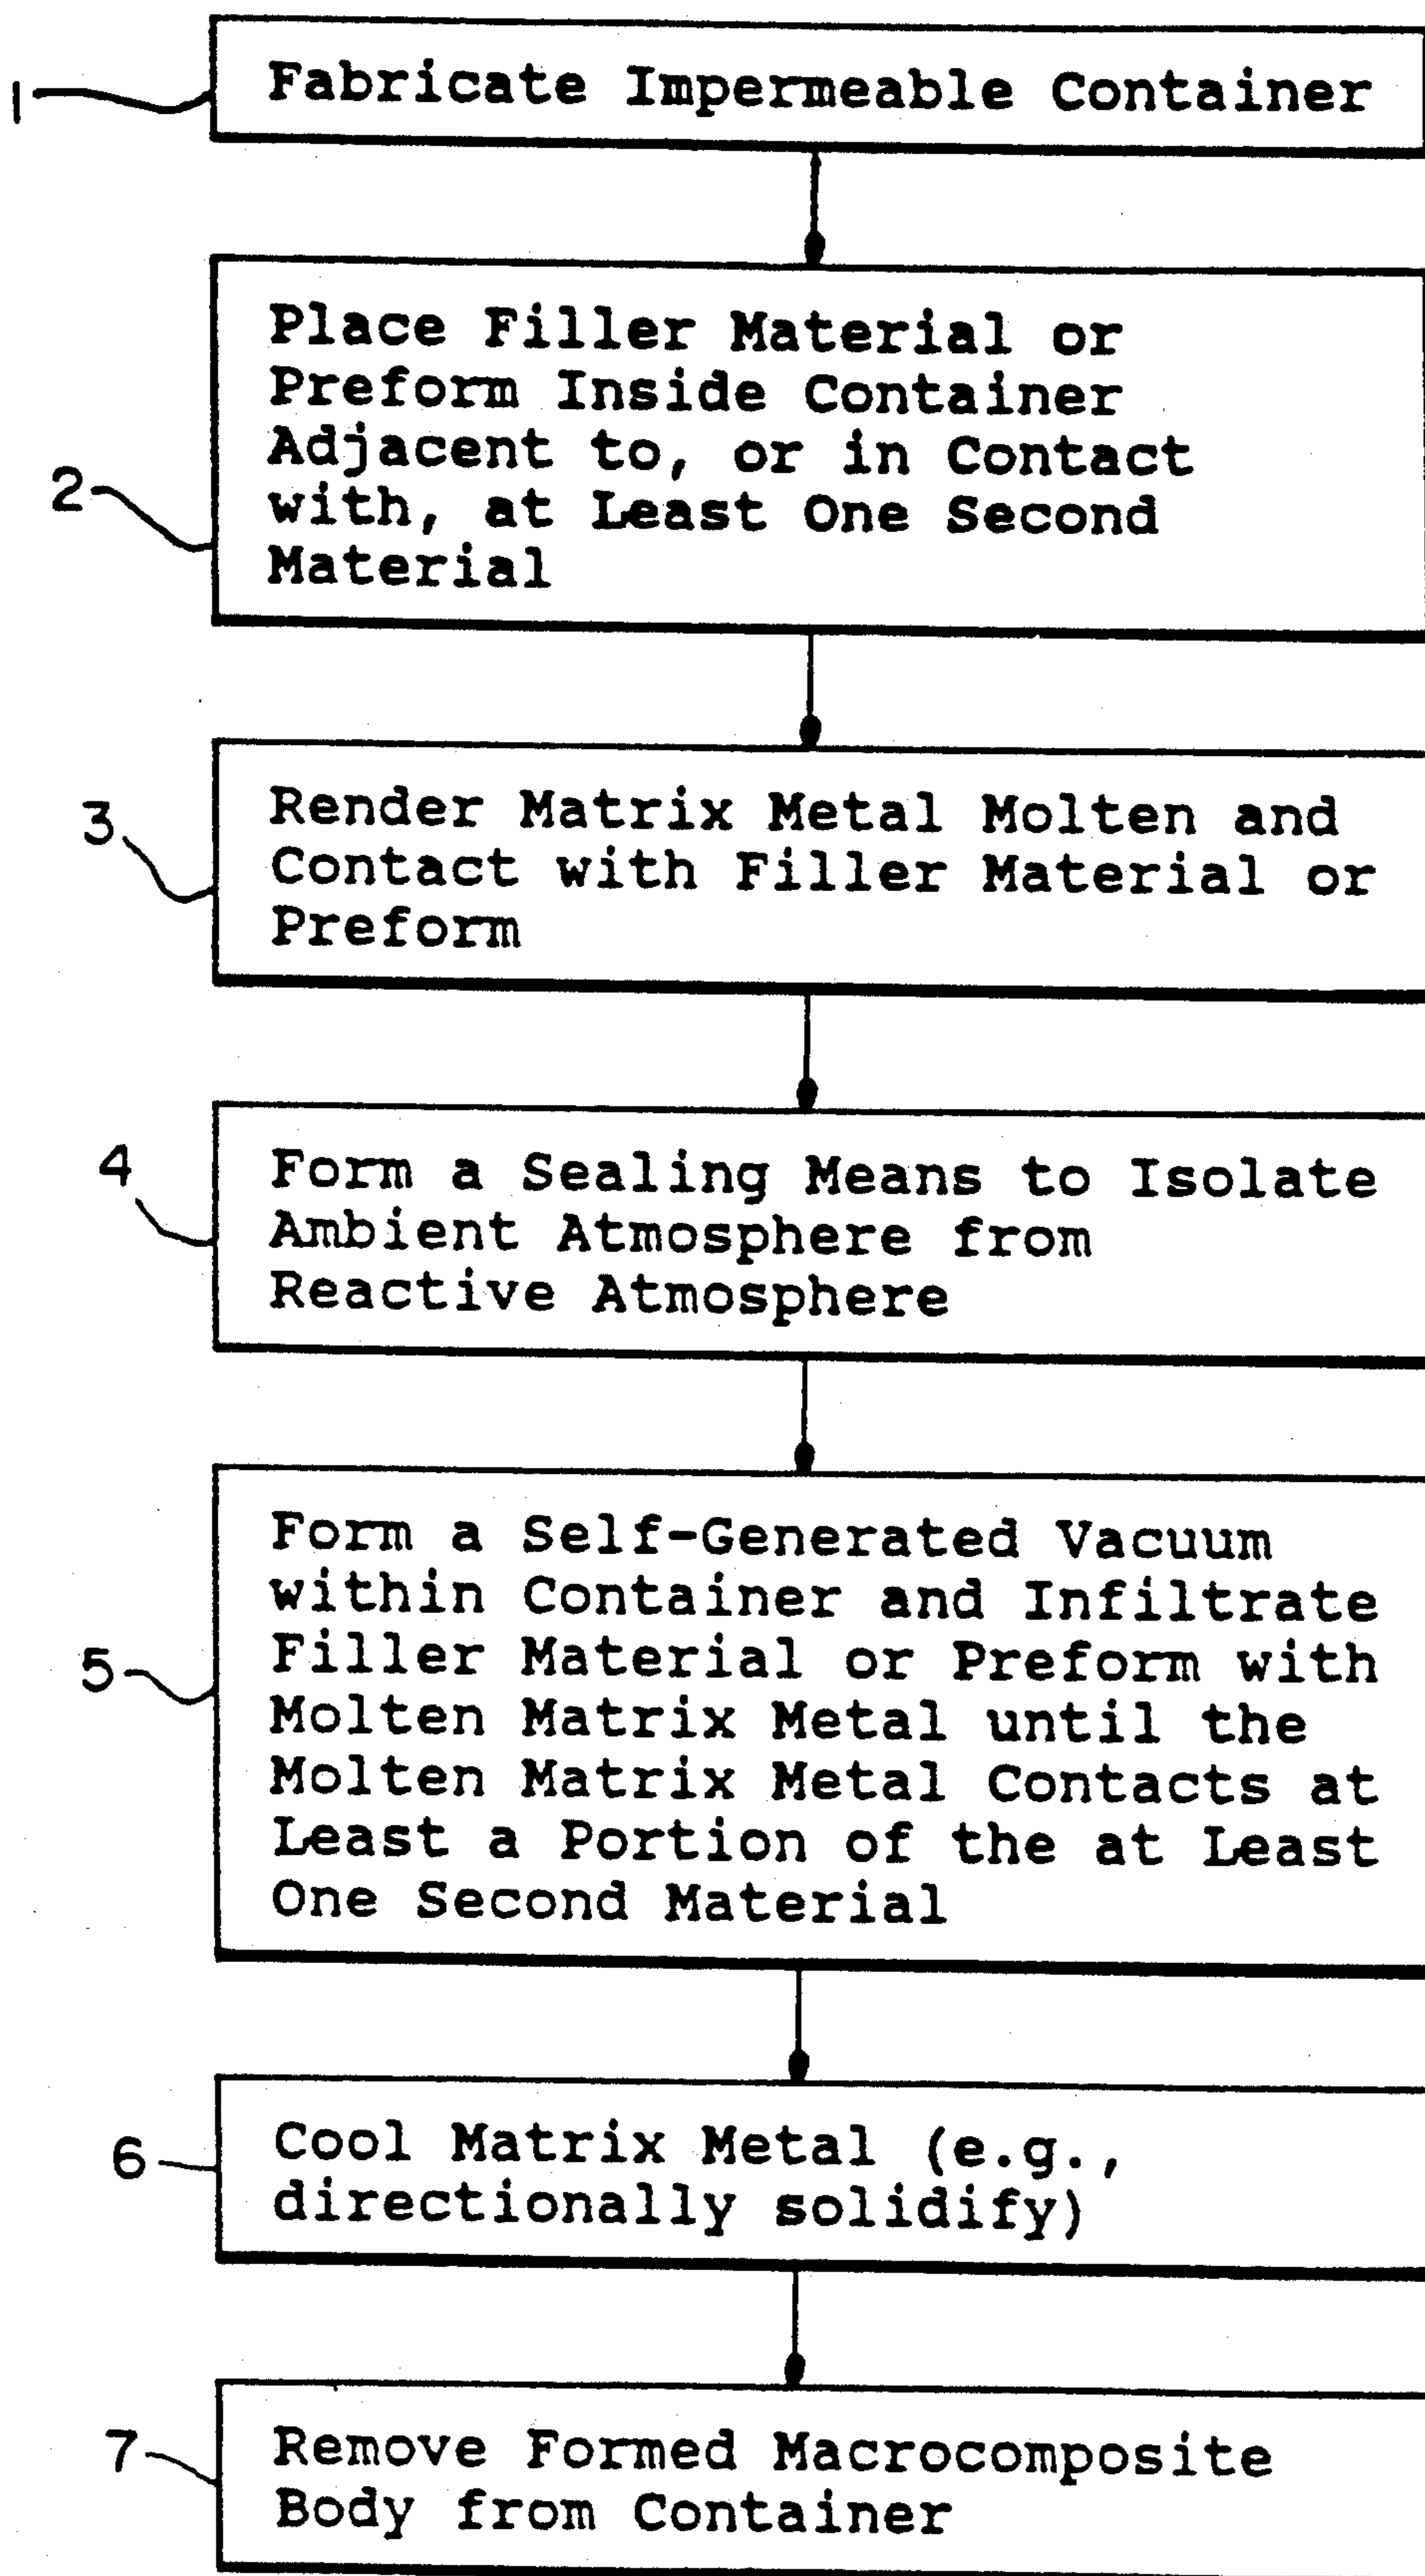 1
Fabricate Impermeable Container
2
Place Filler Material or
Preform Inside Container
Adjacent to, or in Contact
with, at Least One Second
Material
3
Render Matrix Metal Molten and
Contact with Filler Material or
Preform
4
Form a Sealing Means to Isolate
Ambient Atmosphere from
Reactive Atmosphere
5
Form a Self-Generated Vacuum
within Container and Infiltrate
Filler Material or Preform with
Molten Matrix Metal until the
Molten Matrix Metal Contacts at
Least a Portion of the at Least
One Second Material
6
Cool Matrix Metal (e.g.,
directionally solidify)
7
Remove Formed Macrocomposite
Body from Container